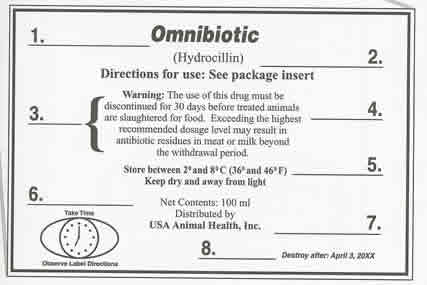 1. Omnibiotic
(Hydrocillin) 2.
Directions for use: See package insert
Warning: The use of this drug must be
3. discontinued for 30 days before treated animals
are slaughtered for food. Exceeding the highest 4.
recommended dosage level may result in
antibiotic residues in meat or milk beyond
the withdrawal period.
Store between 2° and 8° C (36° and 46° F) 5.
Keep dry and away from light
6. Net Contents: 100 ml
Take Time Distributed by
USA Animal Health, Inc. 7.
8. Destroy after: April 3, 20XX
Observe Label Directions